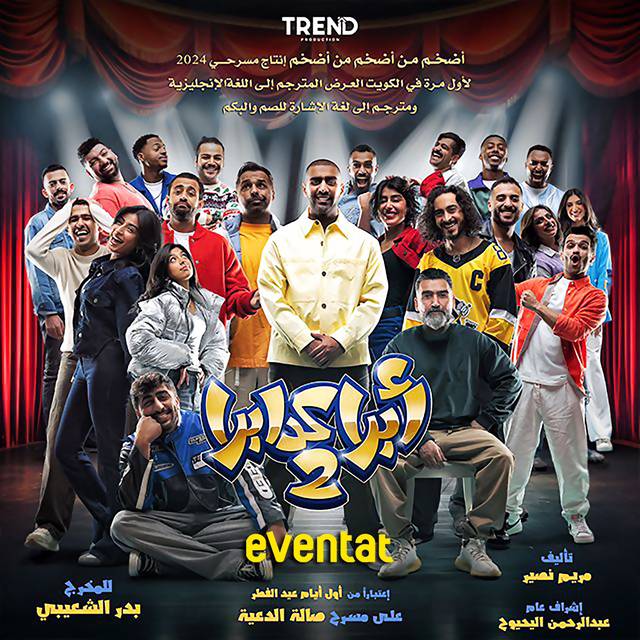 TREND
PRODUCTION
أضخم من أضخم من أضخم إنتاج مسرحي 2024
لأول مرة في الكويت العرض المترجم إلى اللغة الإنجليزية
ومترجم إلى لغة الإشارة للصم والبكم
C
أبرا كدابرا
2
eventat
تأليف
مريم نصير
إشراف عام
عبدالرحمن اليحيوح
إعتباراً من أول أيام عيد الفطر
على مسرح صالة الدعية
للمخرج
بدر الشعيبي